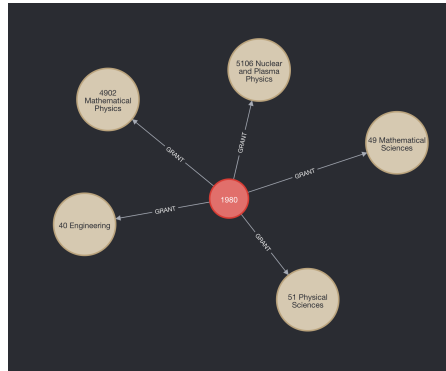 5106 Nuclear
and Plasma
Physics
4902
Mathematical
Physics
GRANT
GRANT
49 Mathematical
Sciences
GRANT
1980
GRANT
40 Engineering
GRANT
51 Physical
Sciences